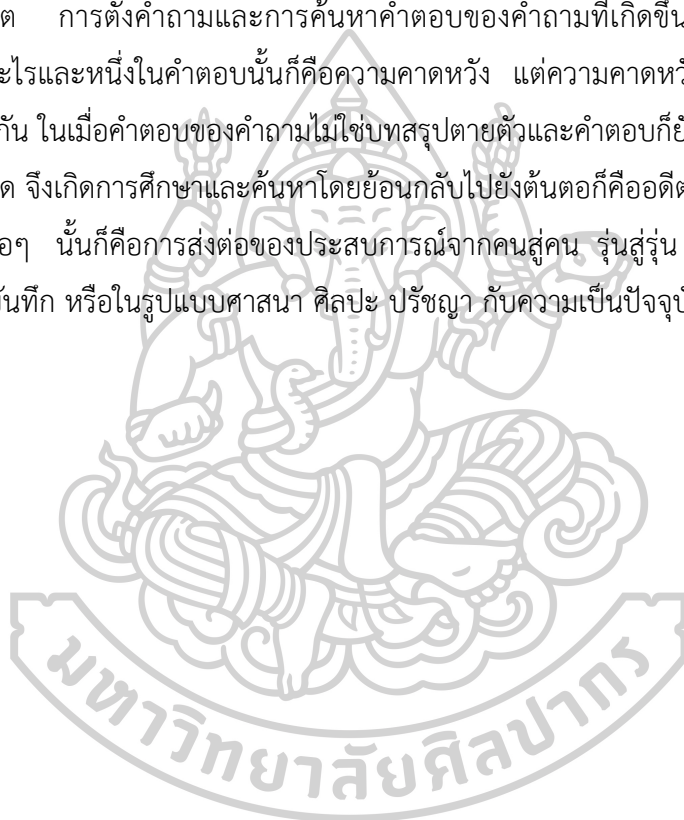 ต การตั้งคำถามและการค้นหาคำตอบของคำถามที่เกิดขึ้น
ะไรและหนึ่งในคำตอบนั้นก็คือความคาดหวัง แต่ความคาดหว
กัน ในเมื่อคำตอบของคำถามไม่ใช่บทสรุปตายตัวและคำตอบก็ยั
ด จึงเกิดการศึกษาและค้นหาโดยย้อนกลับไปยังต้นตอก็คืออดีต
อๆ นั้นก็คือการส่งต่อของประสบการณ์จากคนสู่คน รุ่นสู่รุ่น
ันทึก หรือในรูปแบบศาสนา ศิลปะ ปรัชญา กับความเป็นปัจจุบั
มหาวิทยาลัยศิลปากร